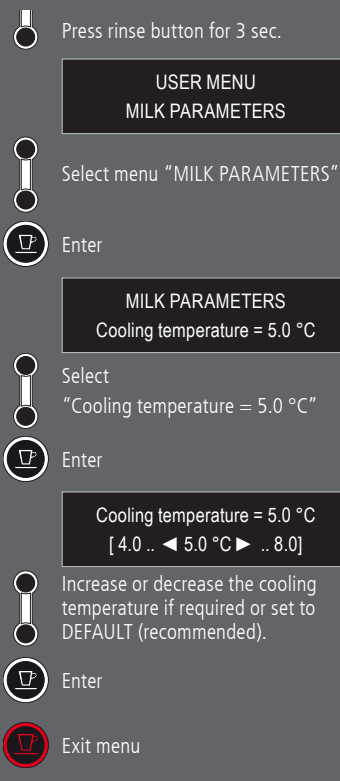 Press rinse button for 3 sec.
USER MENU
MILK PARAMETERS
Select menu “MILK PARAMETERS”
Enter
MILK PARAMETERS
Cooling temperature = 5.0 °C
Select
“Cooling temperature = 5.0 °C”
Enter
Cooling temperature = 5.0 °C
[ 4.0 .. ◄ 5.0 °C ► .. 8.0]
Increase or decrease the cooling
temperature if required or set to
DEFAULT (recommended).
Enter
Exit menu